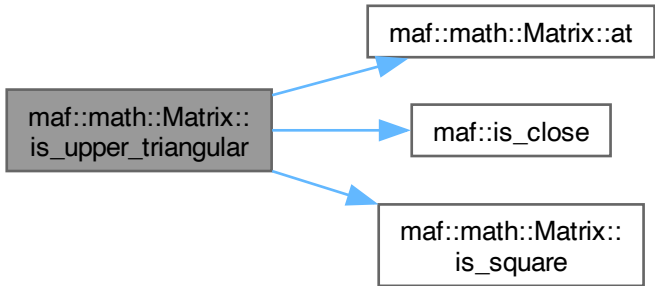 maf::math::Matrix::
is_upper_triangular
maf::math::Matrix::at
maf::is_close
maf::math::Matrix::
is_square